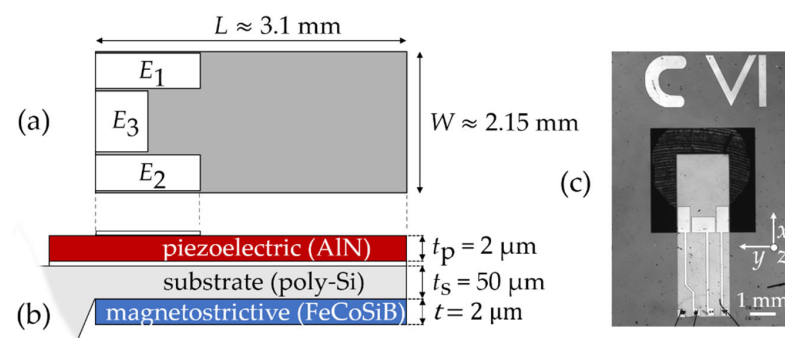 L ≈ 3.1 mm
(a)
E₁
E₃
E₂
W ≈ 2.15 mm
(b)
piezoelectric (AlN)
tₚ = 2 μm
substrate (poly-Si)
tₛ = 50 μm
magnetostrictive (FeCoSiB)
t = 2 μm
(c)
C VI
x
y
z
1 mm